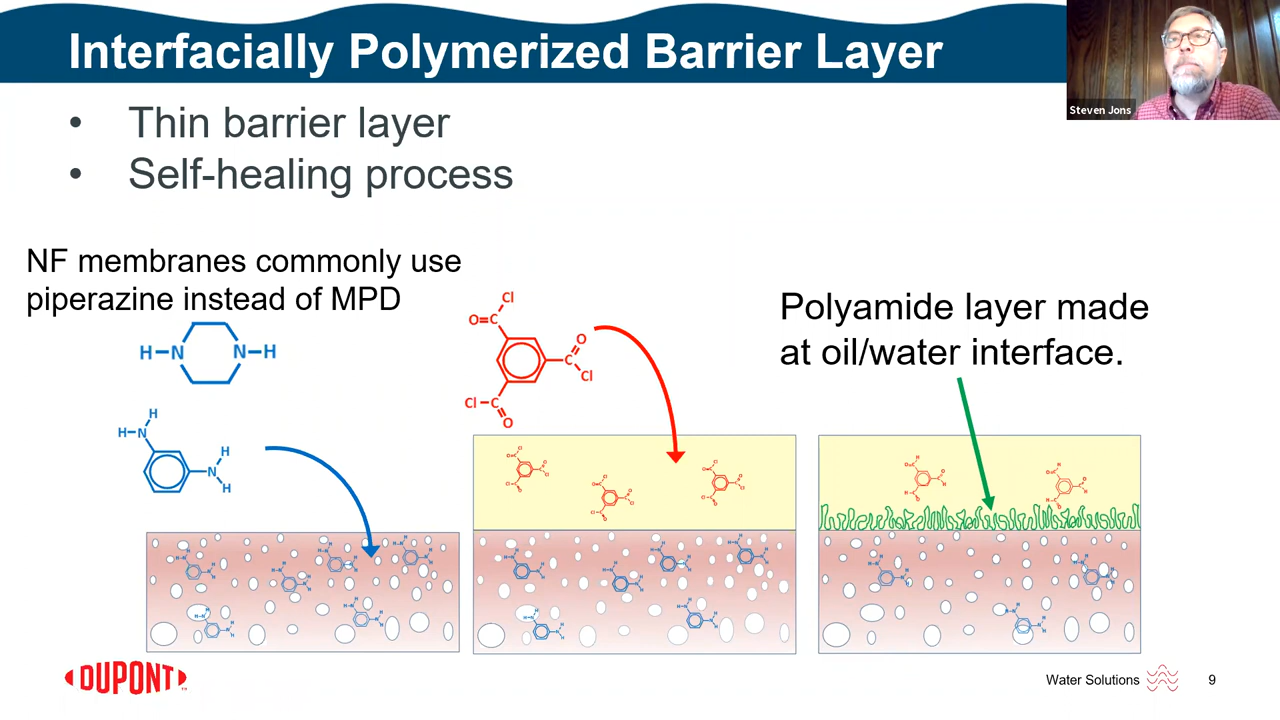 Interfacially Polymerized Barrier Layer
Steven Jons
• Thin barrier layer
• Self-healing process
NF membranes commonly use
piperazine instead of MPD
H–N N–H
H
H–N
H
N
H
Cl
O=C
O
C
Cl
Cl–C
O
Polyamide layer made
at oil/water interface.
DUPONT
Water Solutions
9